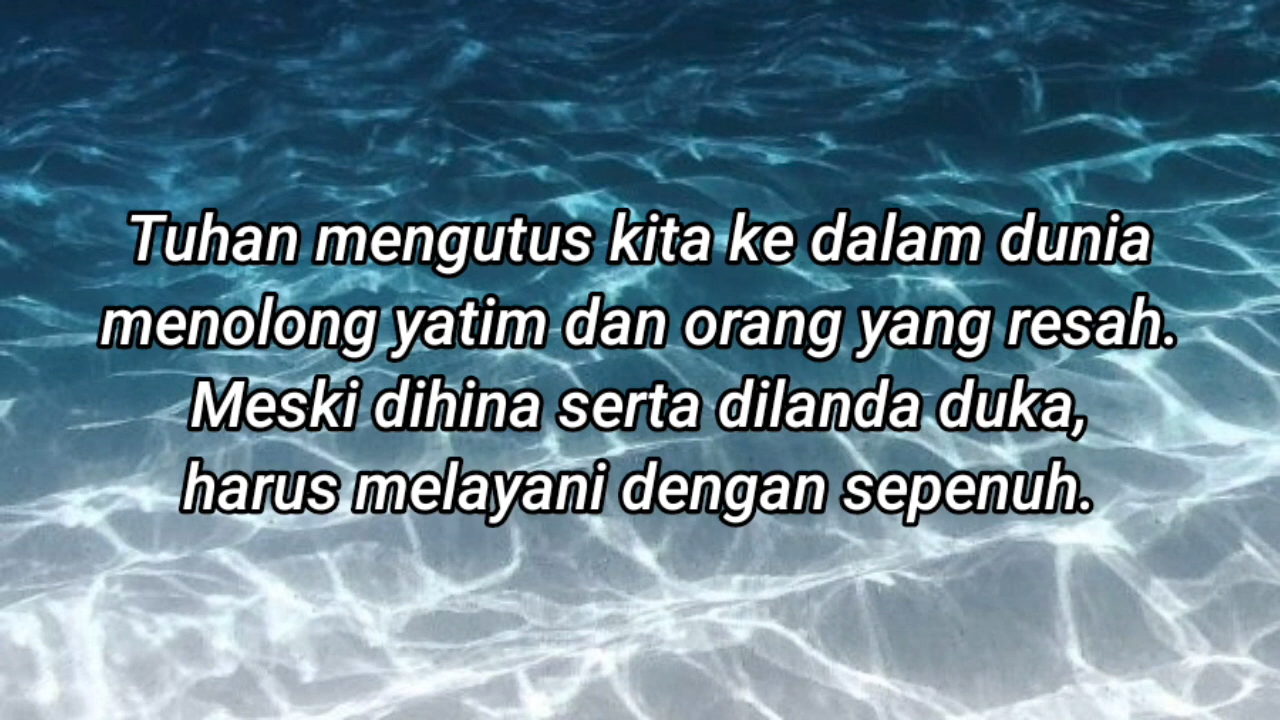 Tuhan mengutus kita ke dalam dunia
menolong yatim dan orang yang resah.
Meski dihina serta dilanda duka,
harus melayani dengan sepenuh.